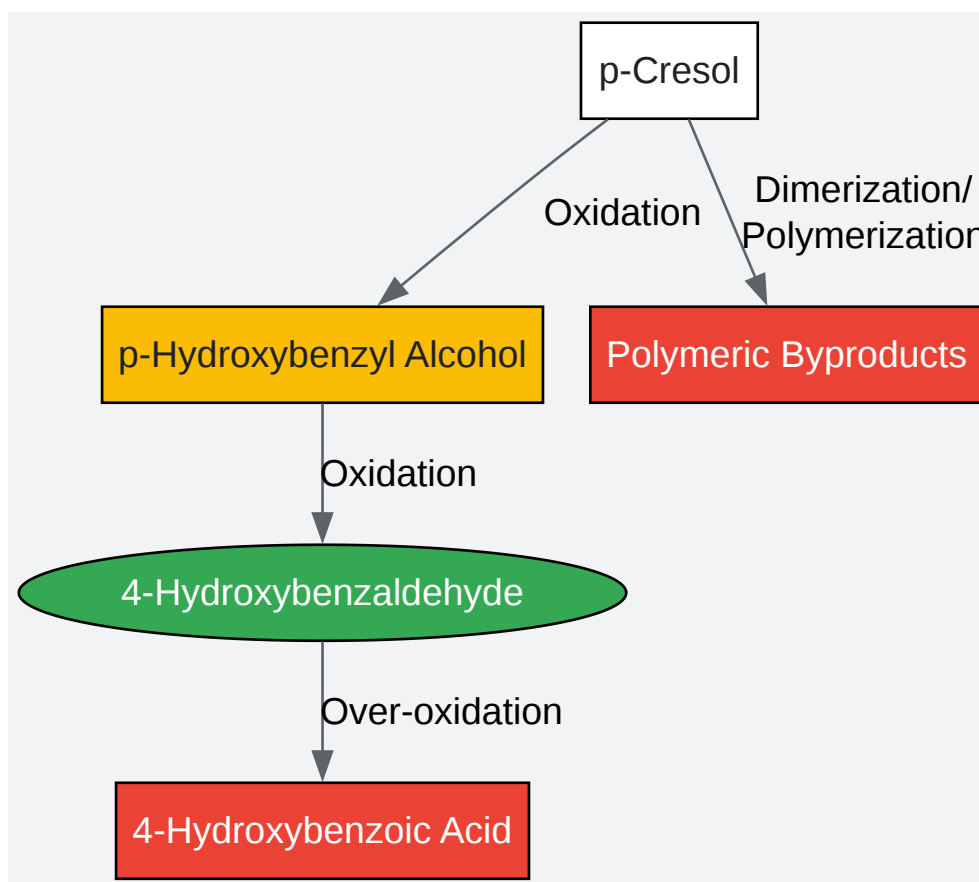 p-Cresol
Oxidation
Dimerization/
Polymerization
p-Hydroxybenzyl Alcohol
Polymeric Byproducts
Oxidation
4-Hydroxybenzaldehyde
Over-oxidation
4-Hydroxybenzoic Acid